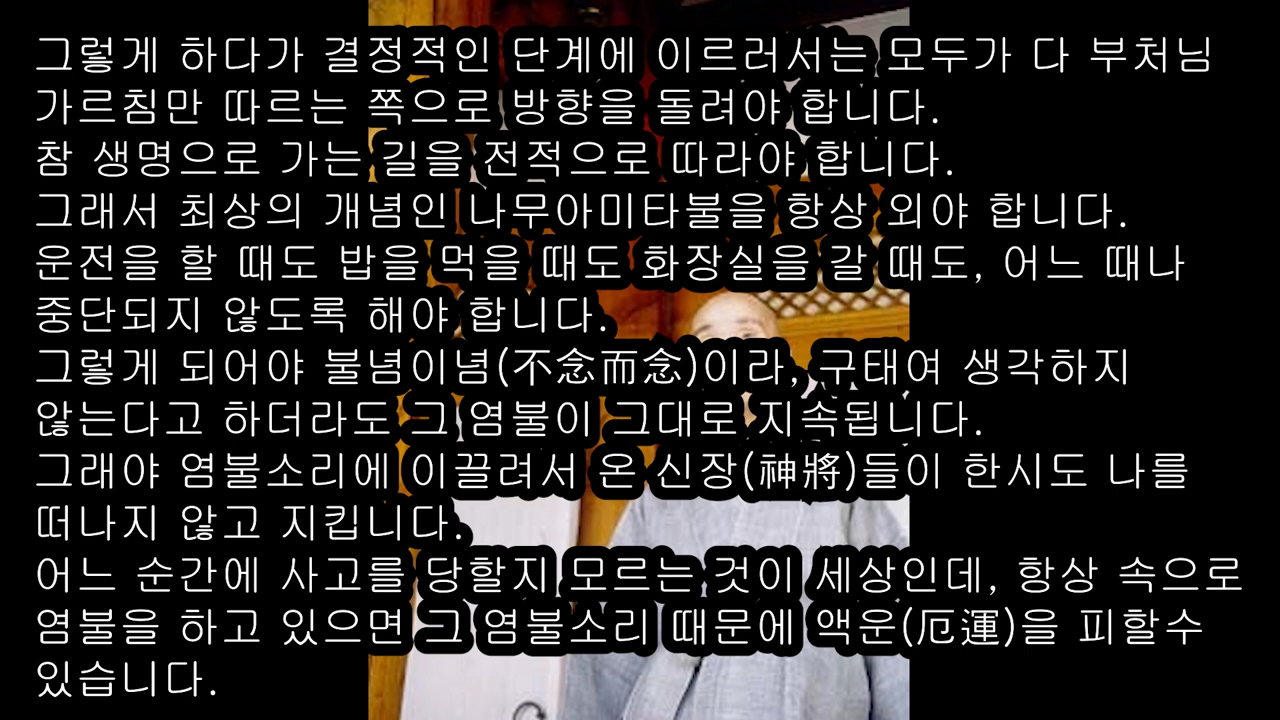 그렇게 하다가 결정적인 단계에 이르러서는 모두가 다 부처님
가르침만 따르는 쪽으로 방향을 돌려야 합니다.
참 생명으로 가는 길을 전적으로 따라야 합니다.
그래서 최상의 개념인 나무아미타불을 항상 외야 합니다.
운전을 할 때도 밥을 먹을 때도 화장실을 갈 때도, 어느 때나
중단되지 않도록 해야 합니다.
그렇게 되어야 불념이념(不念而念)이라, 구태여 생각하지
않는다고 하더라도 그 염불이 그대로 지속됩니다.
그래야 염불소리에 이끌려서 온 신장(神將)들이 한시도 나를
떠나지 않고 지킵니다.
어느 순간에 사고를 당할지 모르는 것이 세상인데, 항상 속으로
염불을 하고 있으면 그 염불소리 때문에 액운(厄運)을 피할수
있습니다.